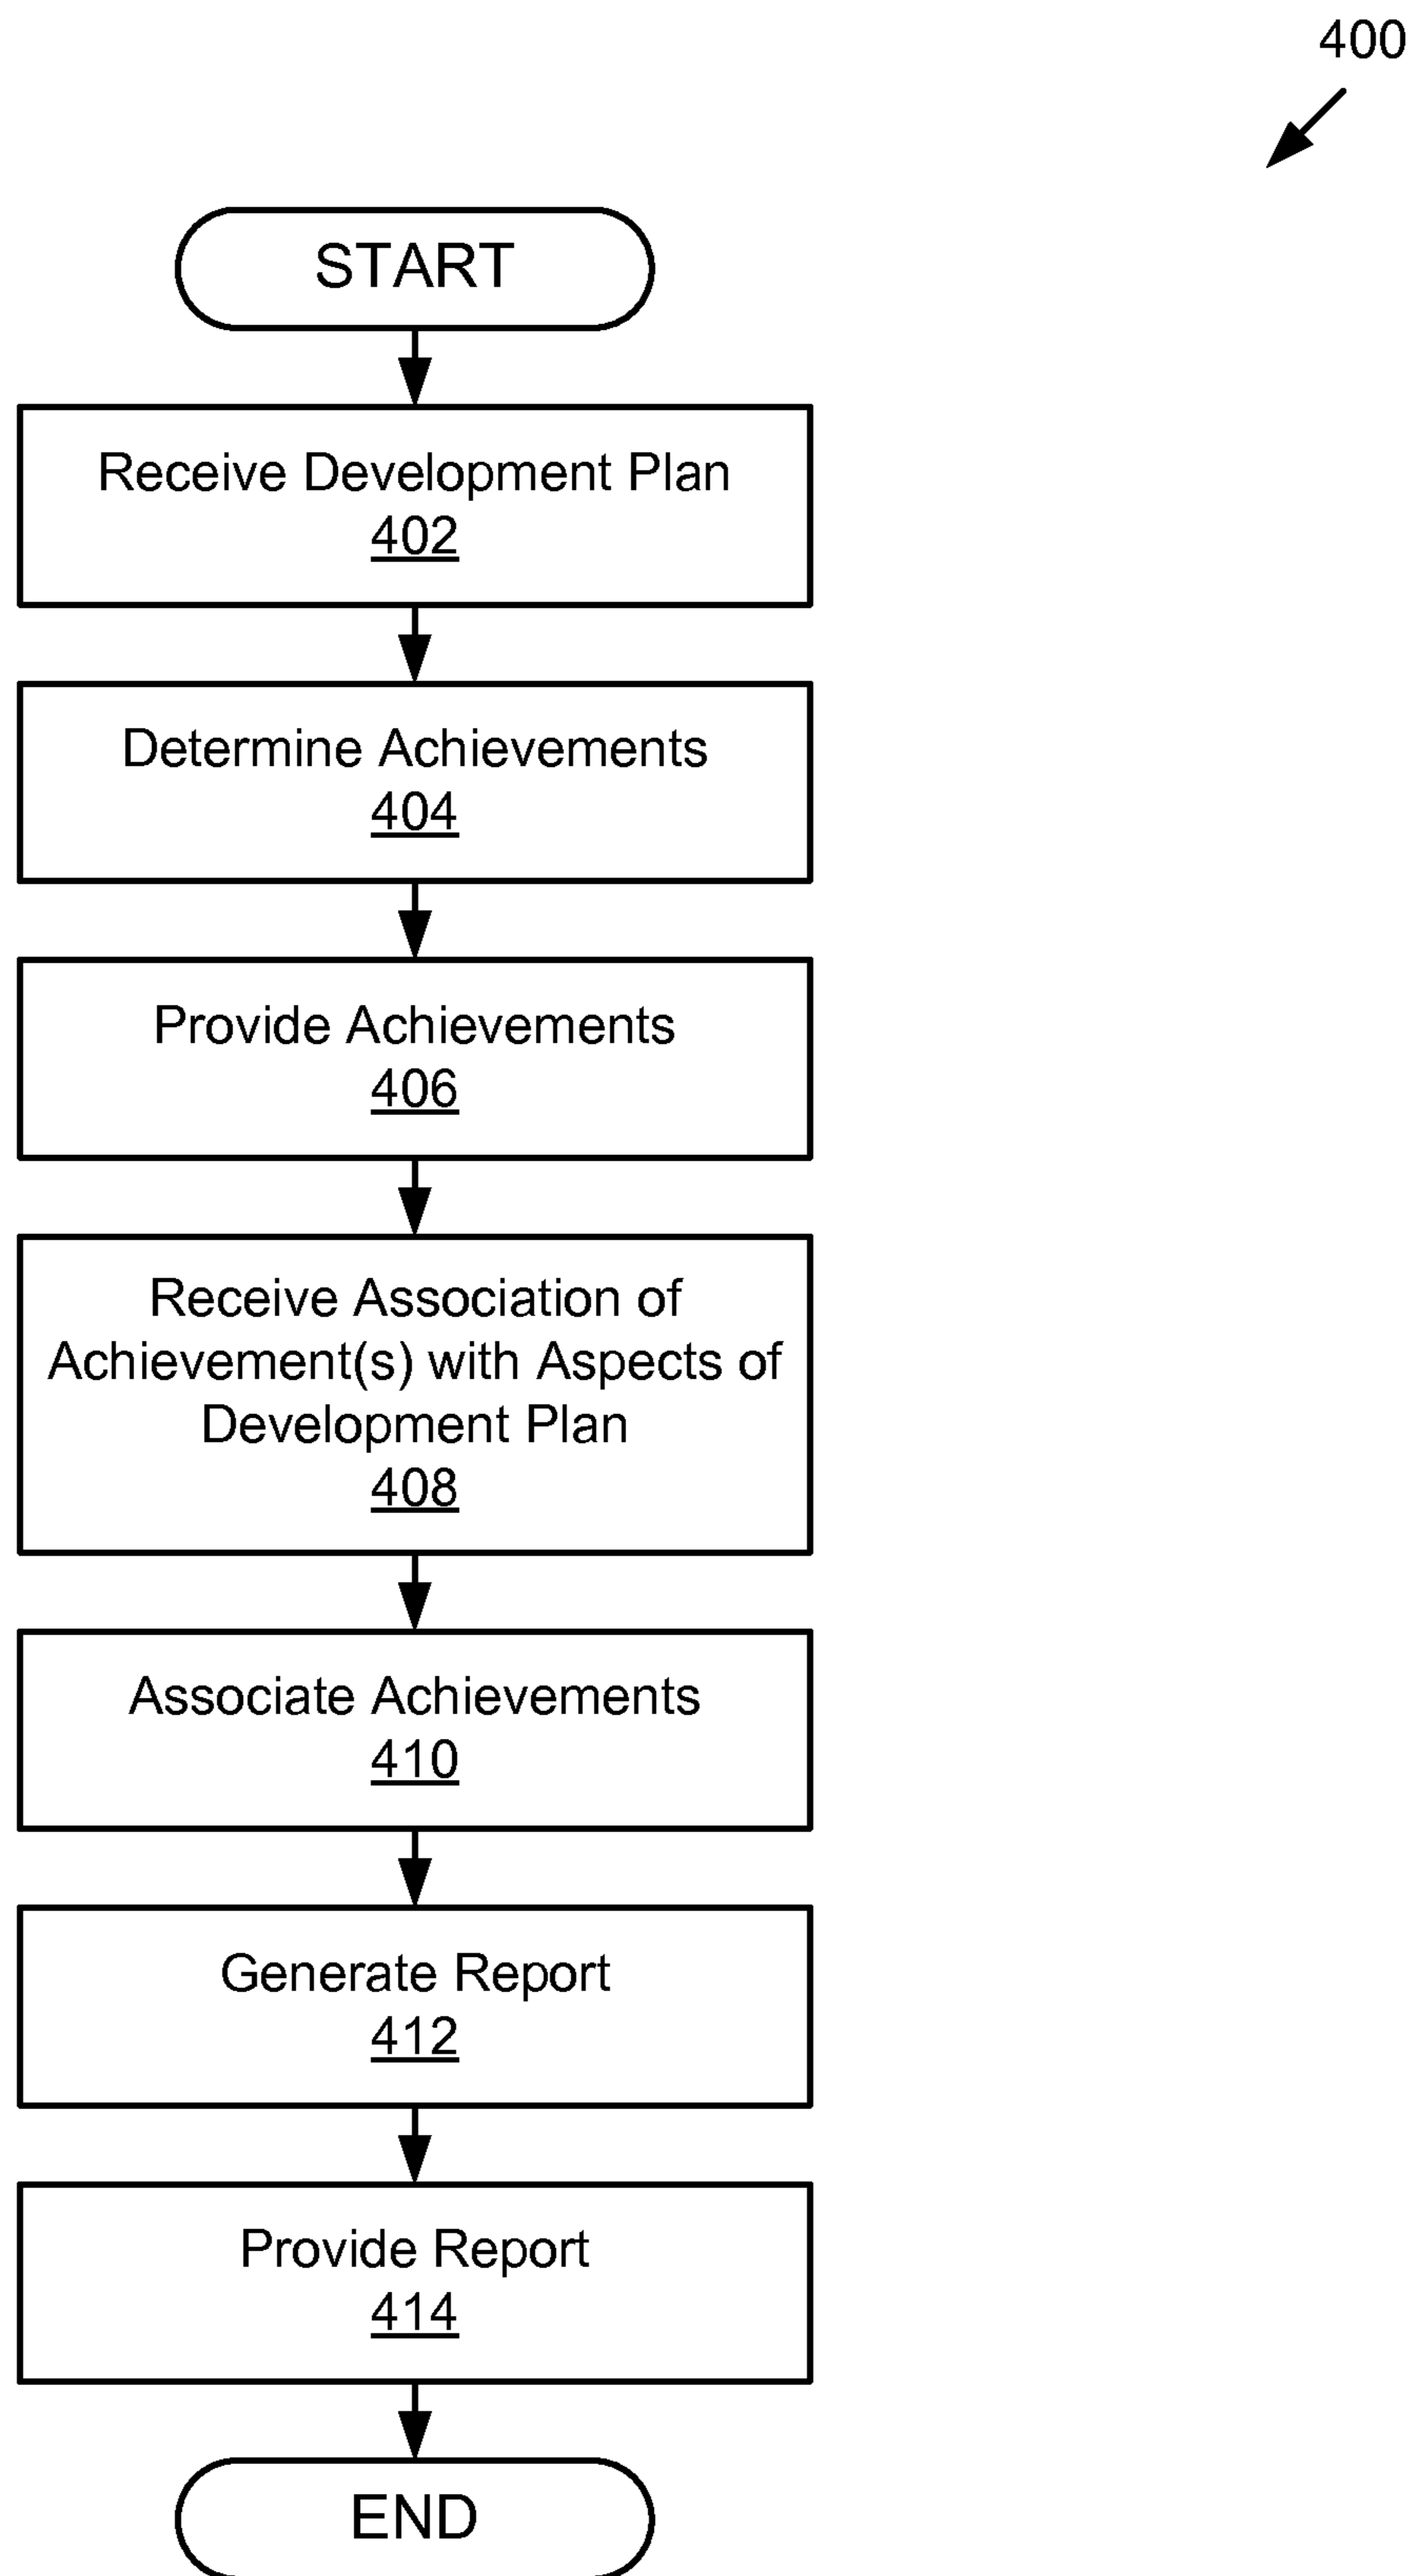 400
START
Receive Development Plan
402
Determine Achievements
404
Provide Achievements
406
Receive Association of
Achievement(s) with Aspects of
Development Plan
408
Associate Achievements
410
Generate Report
412
Provide Report
414
END